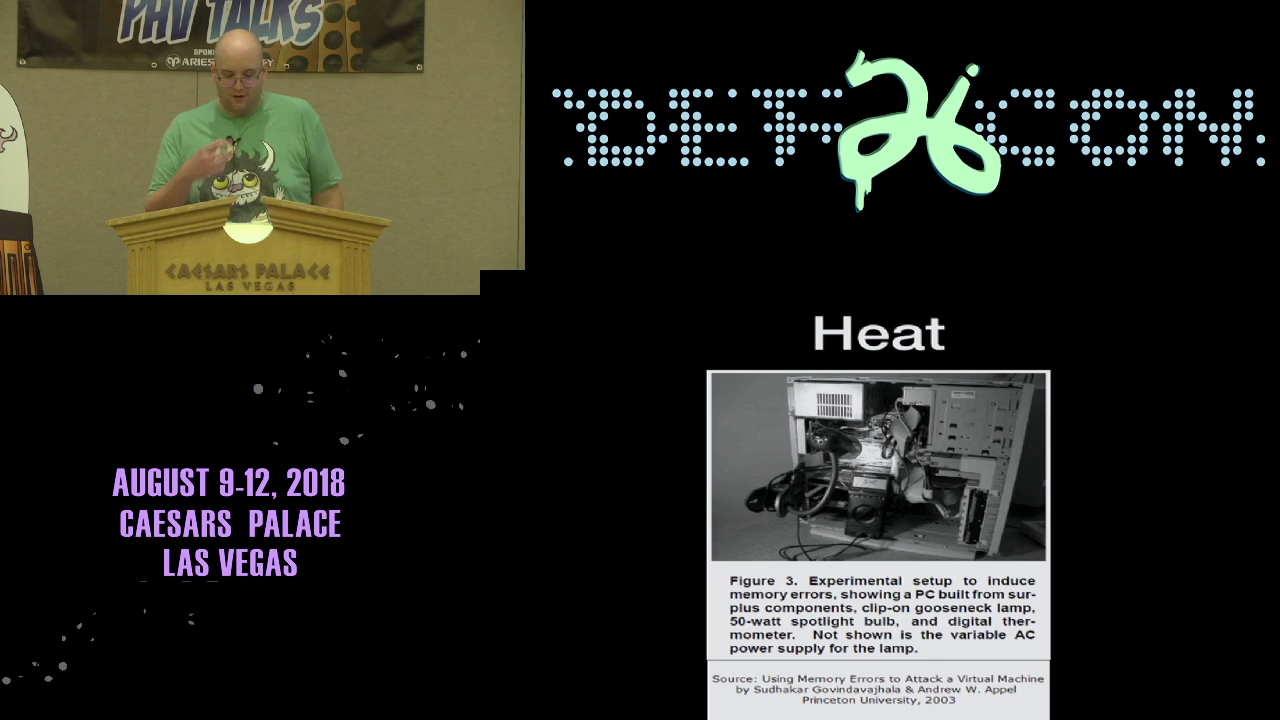 PHV TALKS
ARIES
CAESARS PALACE
LAS VEGAS
DEFCON
26
AUGUST 9-12, 2018
CAESARS PALACE
LAS VEGAS
Heat
Figure 3. Experimental setup to induce
memory errors, showing a PC built from sur-
plus components, clip-on gooseneck lamp,
50-watt spotlight bulb, and digital ther-
mometer. Not shown is the variable AC
power supply for the lamp.
Source: Using Memory Errors to Attack a Virtual Machine
by Sudhakar Govindavajhala & Andrew W. Appel
Princeton University, 2003